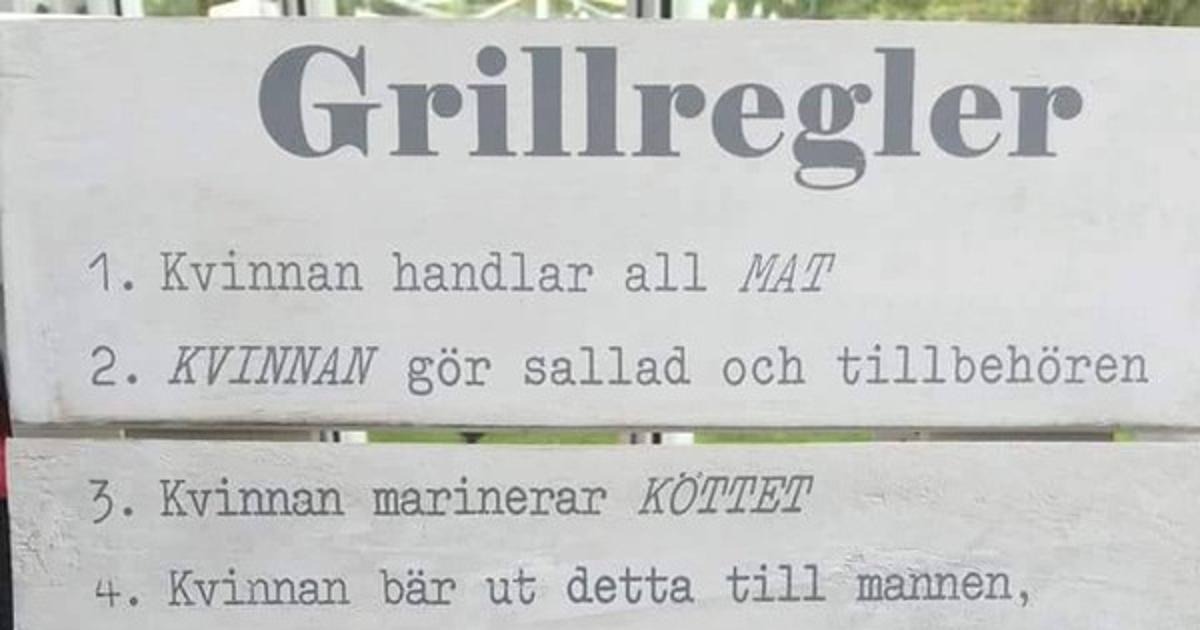 Grillregler
1. Kvinnan handlar all MAT
2. KVINNAN gör sallad och tillbehören
3. Kvinnan marinerar KÖTTET
4. Kvinnan bär ut detta till mannen,